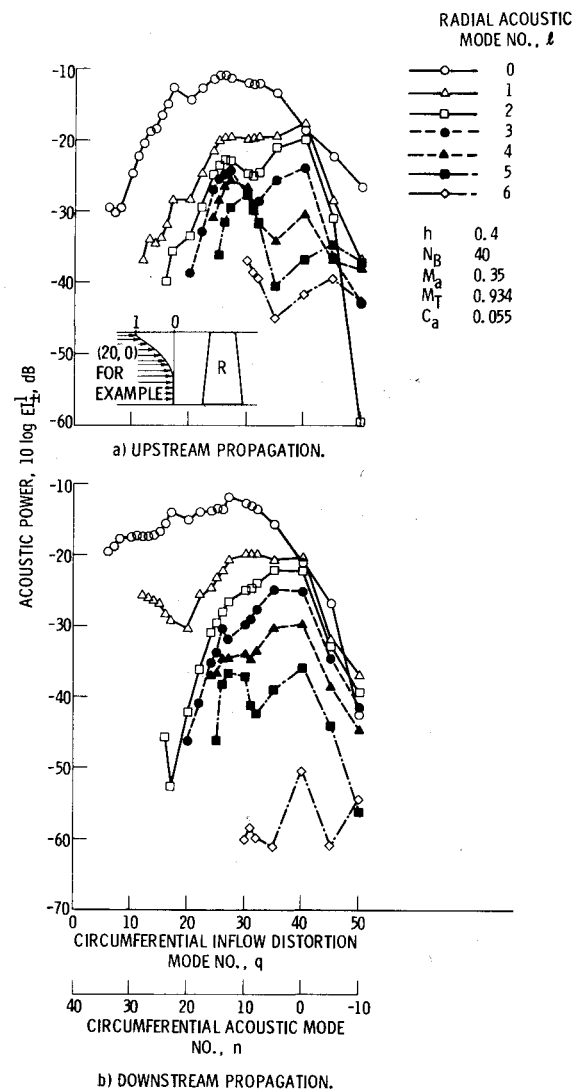 RADIAL ACOUSTIC
MODE NO., ℓ
0
1
2
3
4
5
6
h 0.4
N_B 40
M_a 0.35
M_T 0.934
C_a 0.055
-10
-20
-30
-40
-50
-60
1 0
(20, 0)
FOR
EXAMPLE
R
a) UPSTREAM PROPAGATION.
ACOUSTIC POWER, 10 log
dB
-10
-20
-30
-40
-50
-60
-70
0 10 20 30 40 50
CIRCUMFERENTIAL INFLOW DISTORTION
MODE NO., q
40 30 20 10 0 -10
CIRCUMFERENTIAL ACOUSTIC MODE
NO., n
b) DOWNSTREAM PROPAGATION.